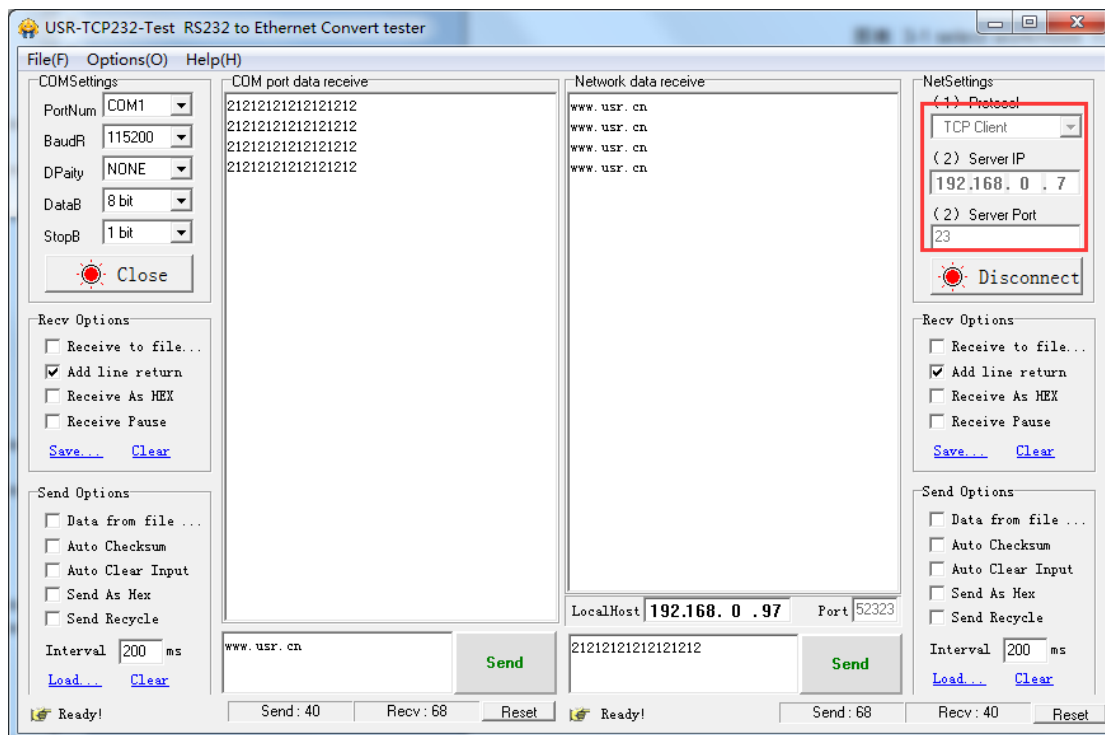 USR-TCP232-Test RS232 to Ethernet Convert tester
File(F) Options(O) Help(H)
COMSettings
PortNum COM1
BaudR 115200
DPaity NONE
DataB 8 bit
StopB 1 bit
Close
Recv Options
Receive to file...
Add line return
Receive As HEX
Receive Pause
Save... Clear
Send Options
Data from file ...
Auto Checksum
Auto Clear Input
Send As Hex
Send Recycle
Interval 200 ms
Load... Clear
COM port data receive
21212121212121212
21212121212121212
21212121212121212
21212121212121212
www.usr.cn
Send
Network data receive
www.usr.cn
www.usr.cn
www.usr.cn
www.usr.cn
LocalHost 192.168. 0 .97 Port 52323
21212121212121212
Send
NetSettings
(1) Protocol
TCP Client
(2) Server IP
192.168. 0 . 7
(2) Server Port
23
Disconnect
Recv Options
Receive to file...
Add line return
Receive As HEX
Receive Pause
Save... Clear
Send Options
Data from file ...
Auto Checksum
Auto Clear Input
Send As Hex
Send Recycle
Interval 200 ms
Load... Clear
Ready! Send : 40 Recv : 68 Reset
Ready! Send : 68 Recv : 40 Reset